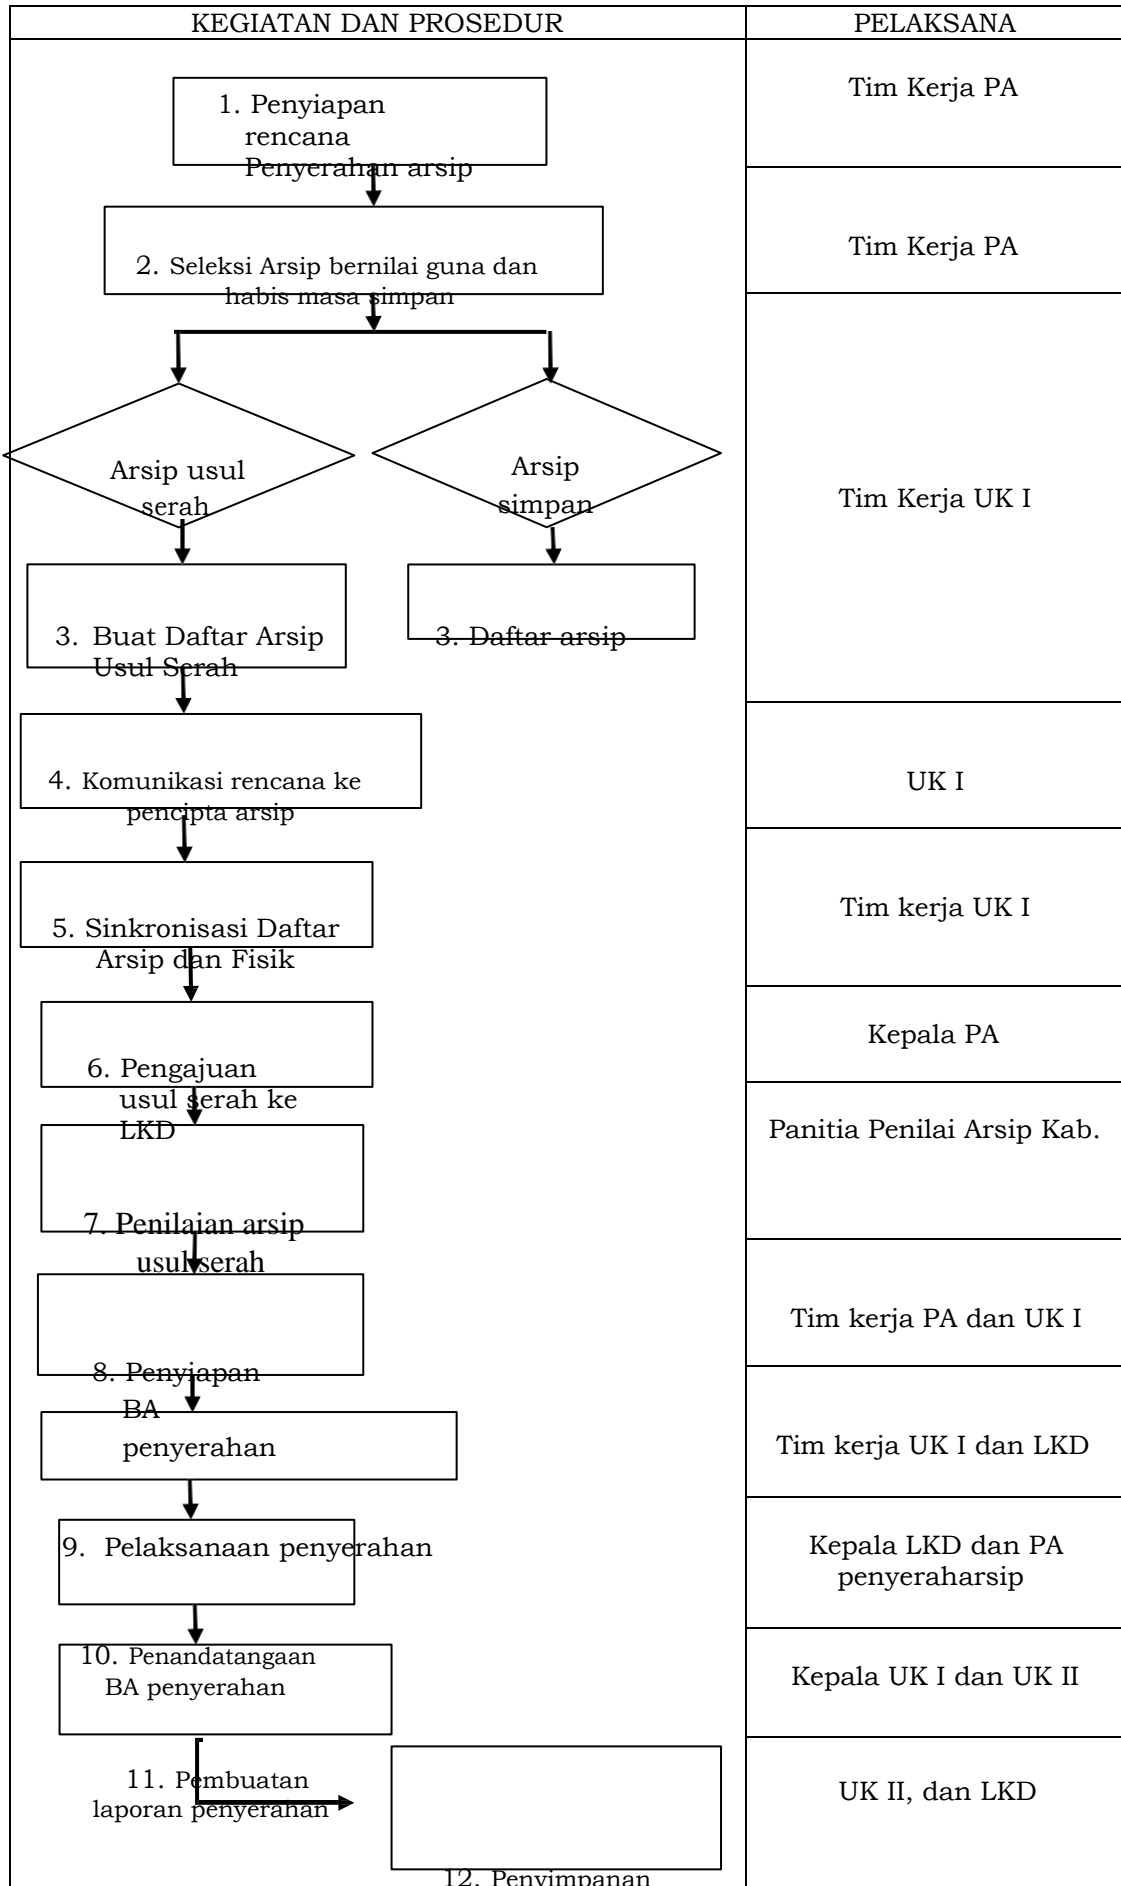 KEGIATAN DAN PROSEDUR
PELAKSANA
1. Penyiapan
rencana
Penyerahan arsip
Tim Kerja PA
2. Seleksi Arsip bernilai guna dan
habis masa simpan
Tim Kerja PA
Arsip usul
serah
Arsip
simpan
Tim Kerja UK I
3. Buat Daftar Arsip
Usul Serah
3. Daftar arsip
4. Komunikasi rencana ke
pencipta arsip
UK I
5. Sinkronisasi Daftar
Arsip dan Fisik
Tim kerja UK I
6. Pengajuan
usul serah ke
LKD
Kepala PA
7. Penilaian arsip
usul serah
Panitia Penilai Arsip Kab.
8. Penyiapan
BA
penyerahan
Tim kerja PA dan UK I
Tim kerja UK I dan LKD
9. Pelaksanaan penyerahan
Kepala LKD dan PA
penyeraharsip
10. Penandatangaan
BA penyerahan
Kepala UK I dan UK II
11. Pembuatan
laporan penyerahan
UK II, dan LKD
12. Penyimpanan